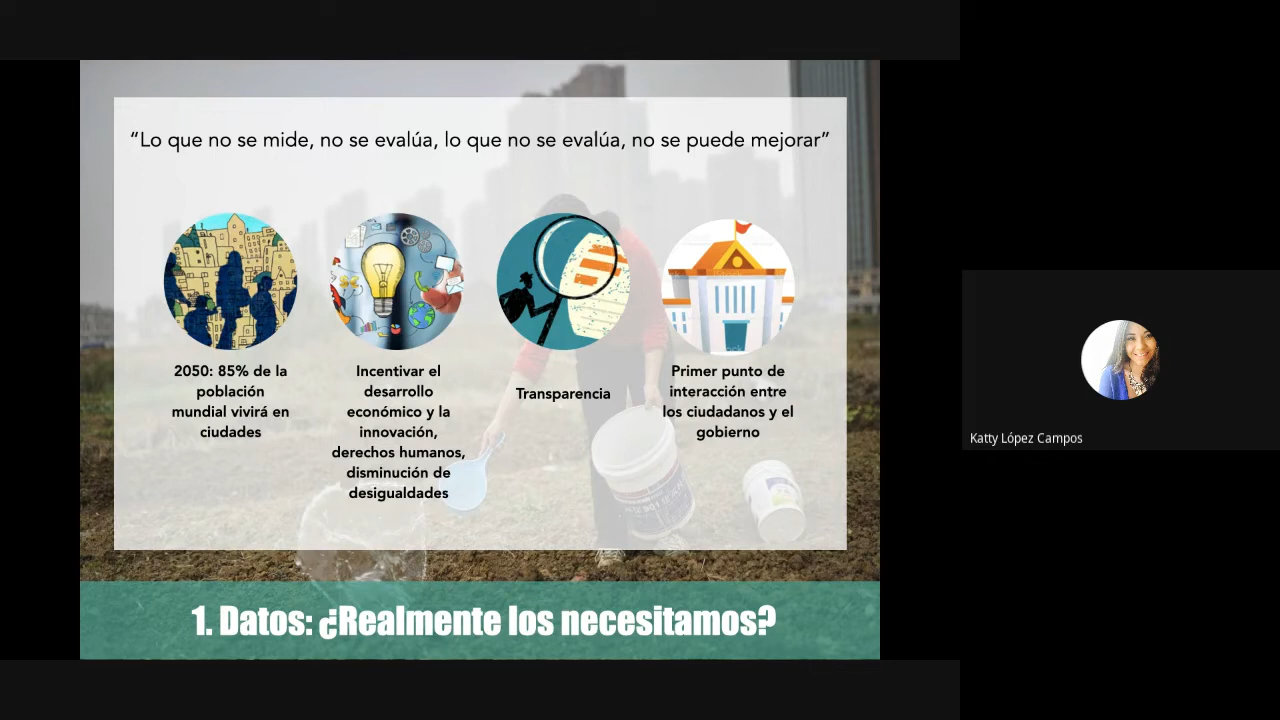 “Lo que no se mide, no se evalúa, lo que no se evalúa, no se puede mejorar”
2050: 85% de la
población
mundial vivirá en
ciudades
Incentivar el
desarrollo
económico y la
innovación,
derechos humanos,
disminución de
desigualdades
Transparencia
Primer punto de
interacción entre
los ciudadanos y el
gobierno
1. Datos: ¿Realmente los necesitamos?
Katty López Campos